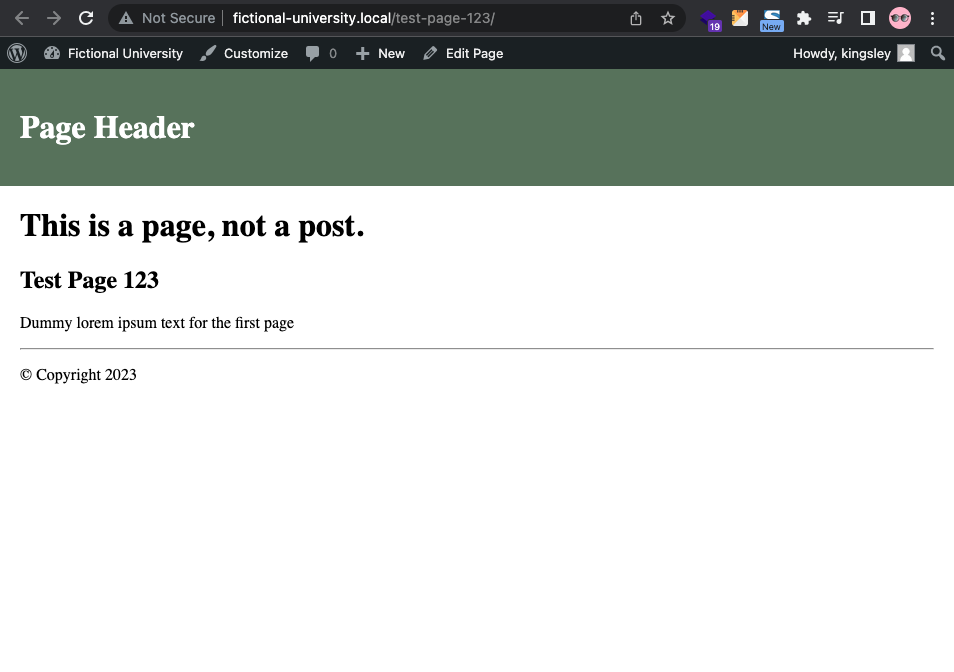 Not Secure fictional-university.local/test-page-123/ 19 New
Fictional University Customize 0 New Edit Page Howdy, kingsley
Page Header
This is a page, not a post.
Test Page 123
Dummy lorem ipsum text for the first page
© Copyright 2023